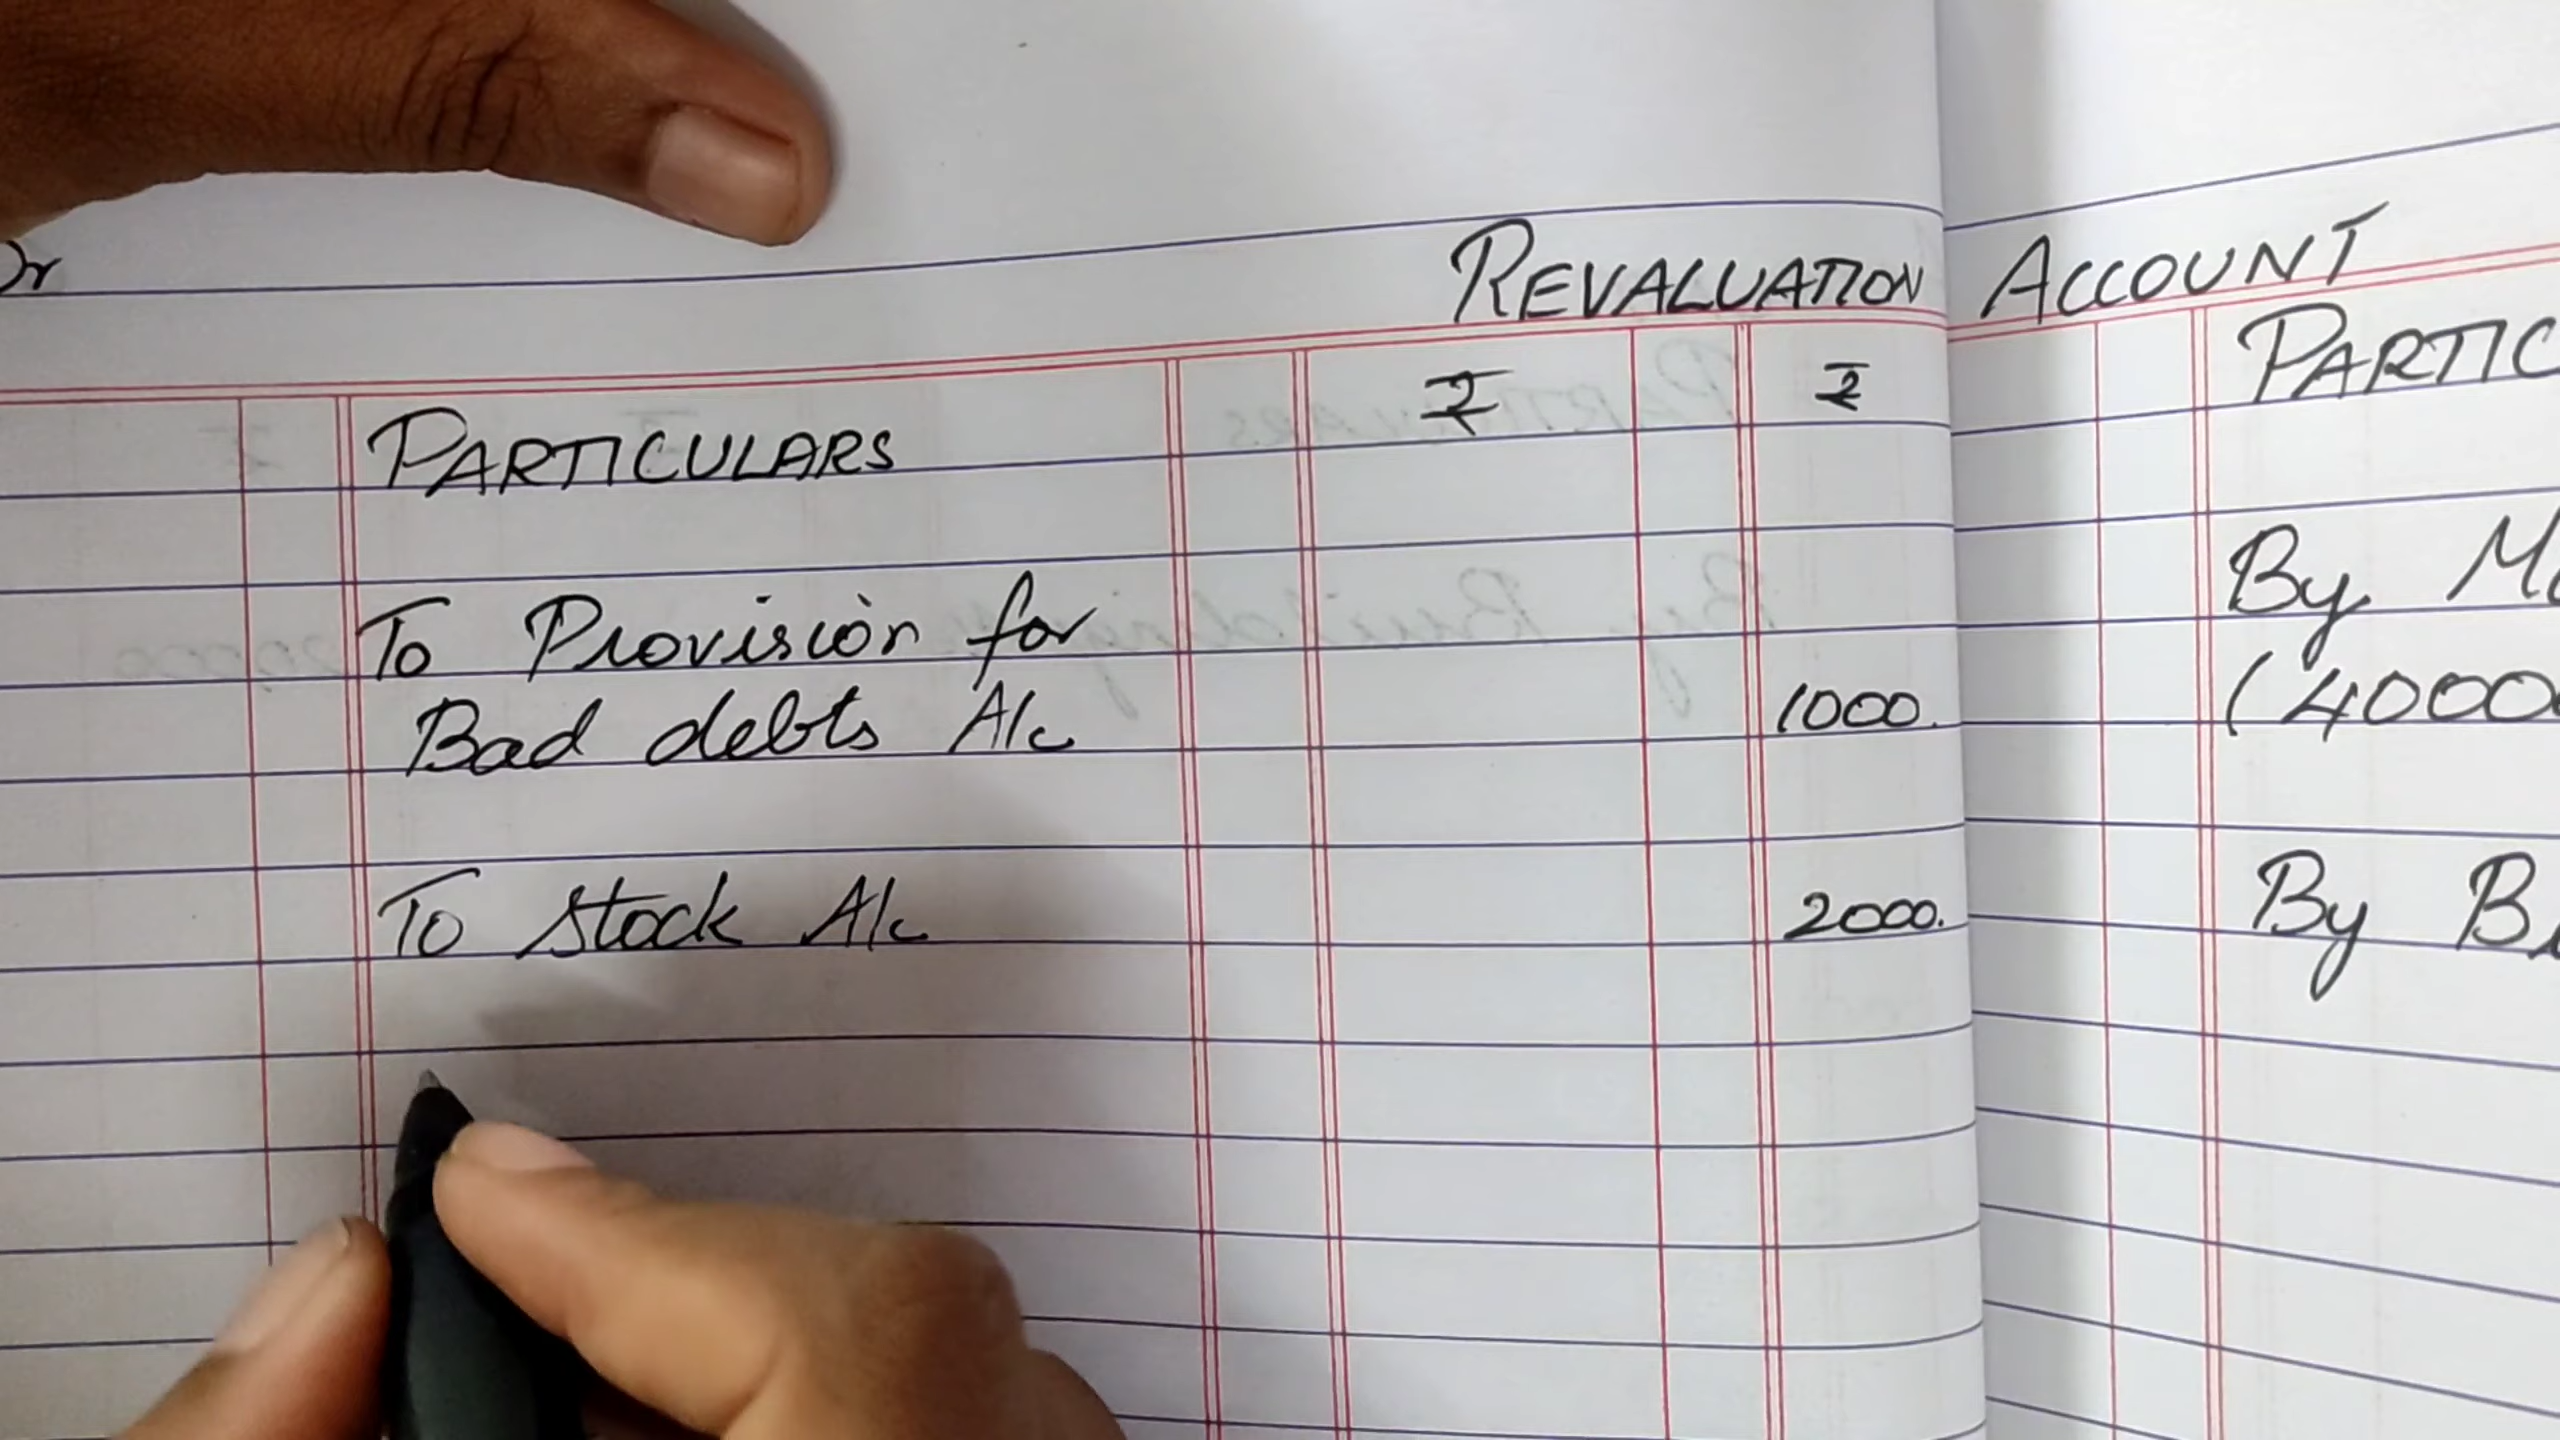 Dr
REVALUATION ACCOUNT
PARTICULARS ₹ ₹
To Provision for
Bad debts A/c 1000.
To Stock A/c 2000.
PARTIC
By M
(4000
By B